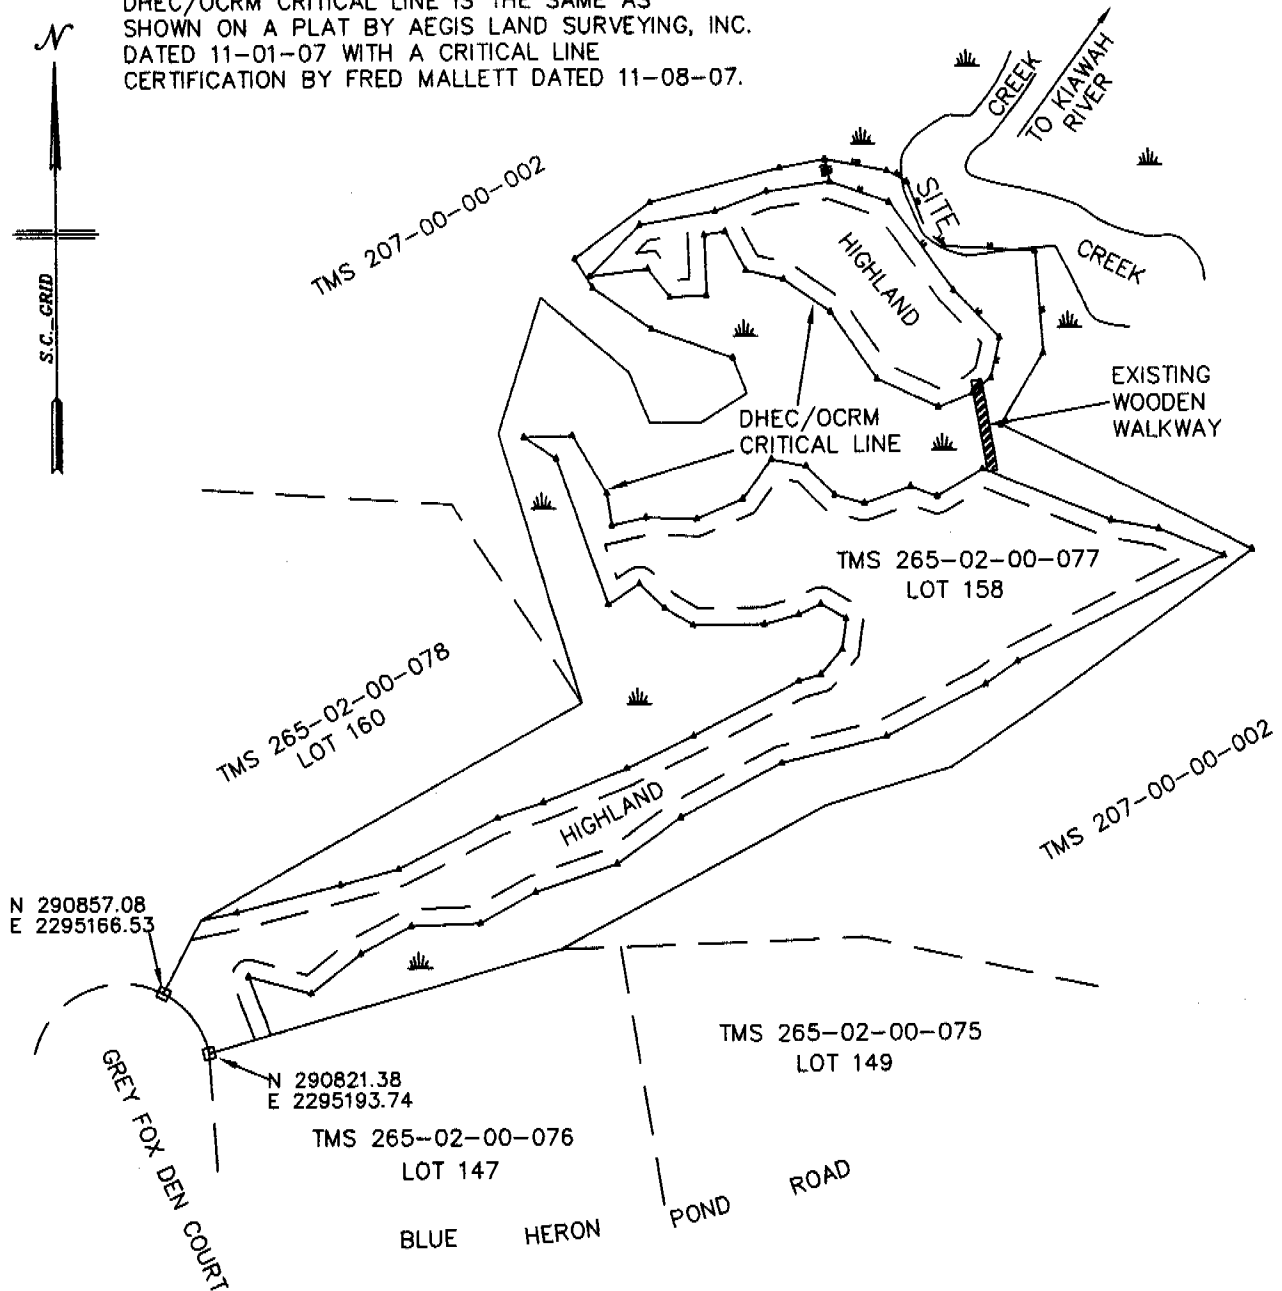 DHEC/OCRM CRITICAL LINE IS THE SAME AS
SHOWN ON A PLAT BY AEGIS LAND SURVEYING, INC.
DATED 11-01-07 WITH A CRITICAL LINE
CERTIFICATION BY FRED MALLETT DATED 11-08-07.
N
S.C. GRID
CREEK
TO KIAWAH
RIVER
TMS 207-00-00-002
SITE
HIGHLAND
CREEK
EXISTING
WOODEN
WALKWAY
DHEC/OCRM
CRITICAL LINE
TMS 265-02-00-077
LOT 158
TMS 265-02-00-078
LOT 160
HIGHLAND
TMS 207-00-00-002
N 290857.08
E 2295166.53
N 290821.38
E 2295193.74
TMS 265-02-00-075
LOT 149
TMS 265-02-00-076
LOT 147
GREY FOX DEN COURT
BLUE HERON POND ROAD